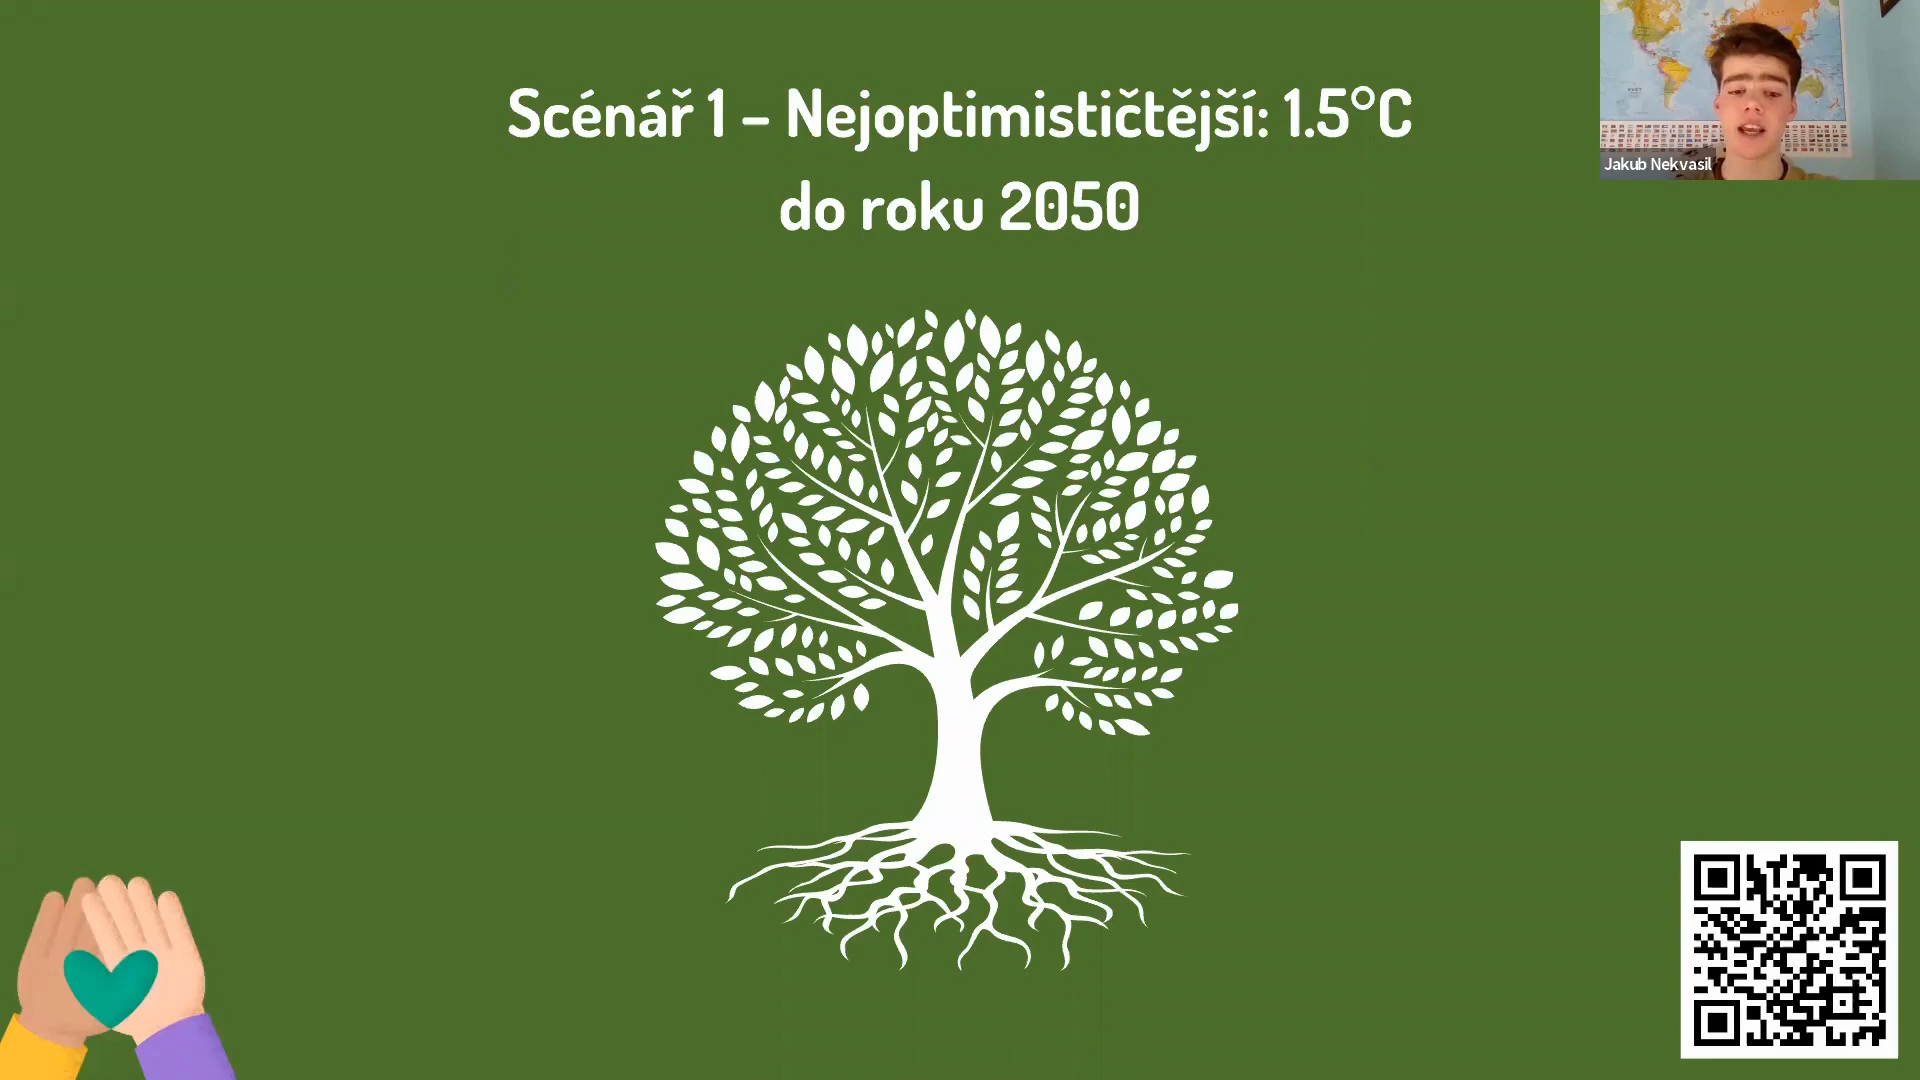 Scénář 1 – Nejoptimističtější: 1.5°C
do roku 2050
Jakub Nekvasil